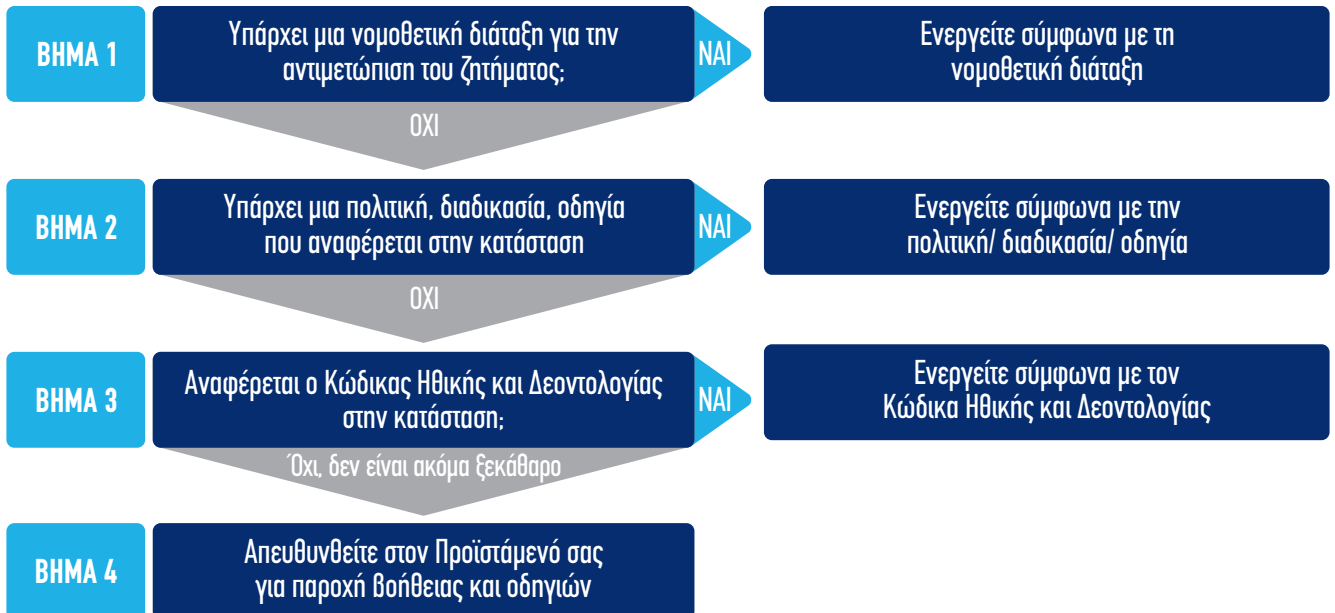 ΒΗΜΑ 1
Υπάρχει μια νομοθετική διάταξη για την
αντιμετώπιση του ζητήματος;
ΝΑΙ
Ενεργείτε σύμφωνα με τη
νομοθετική διάταξη
ΟΧΙ
ΒΗΜΑ 2
Υπάρχει μια πολιτική, διαδικασία, οδηγία
που αναφέρεται στην κατάσταση
ΝΑΙ
Ενεργείτε σύμφωνα με την
πολιτική/ διαδικασία/ οδηγία
ΟΧΙ
ΒΗΜΑ 3
Αναφέρεται ο Κώδικας Ηθικής και Δεοντολογίας
στην κατάσταση;
ΝΑΙ
Ενεργείτε σύμφωνα με τον
Κώδικα Ηθικής και Δεοντολογίας
Όχι, δεν είναι ακόμα ξεκάθαρο
ΒΗΜΑ 4
Απευθυνθείτε στον Προϊστάμενό σας
για παροχή βοήθειας και οδηγιών